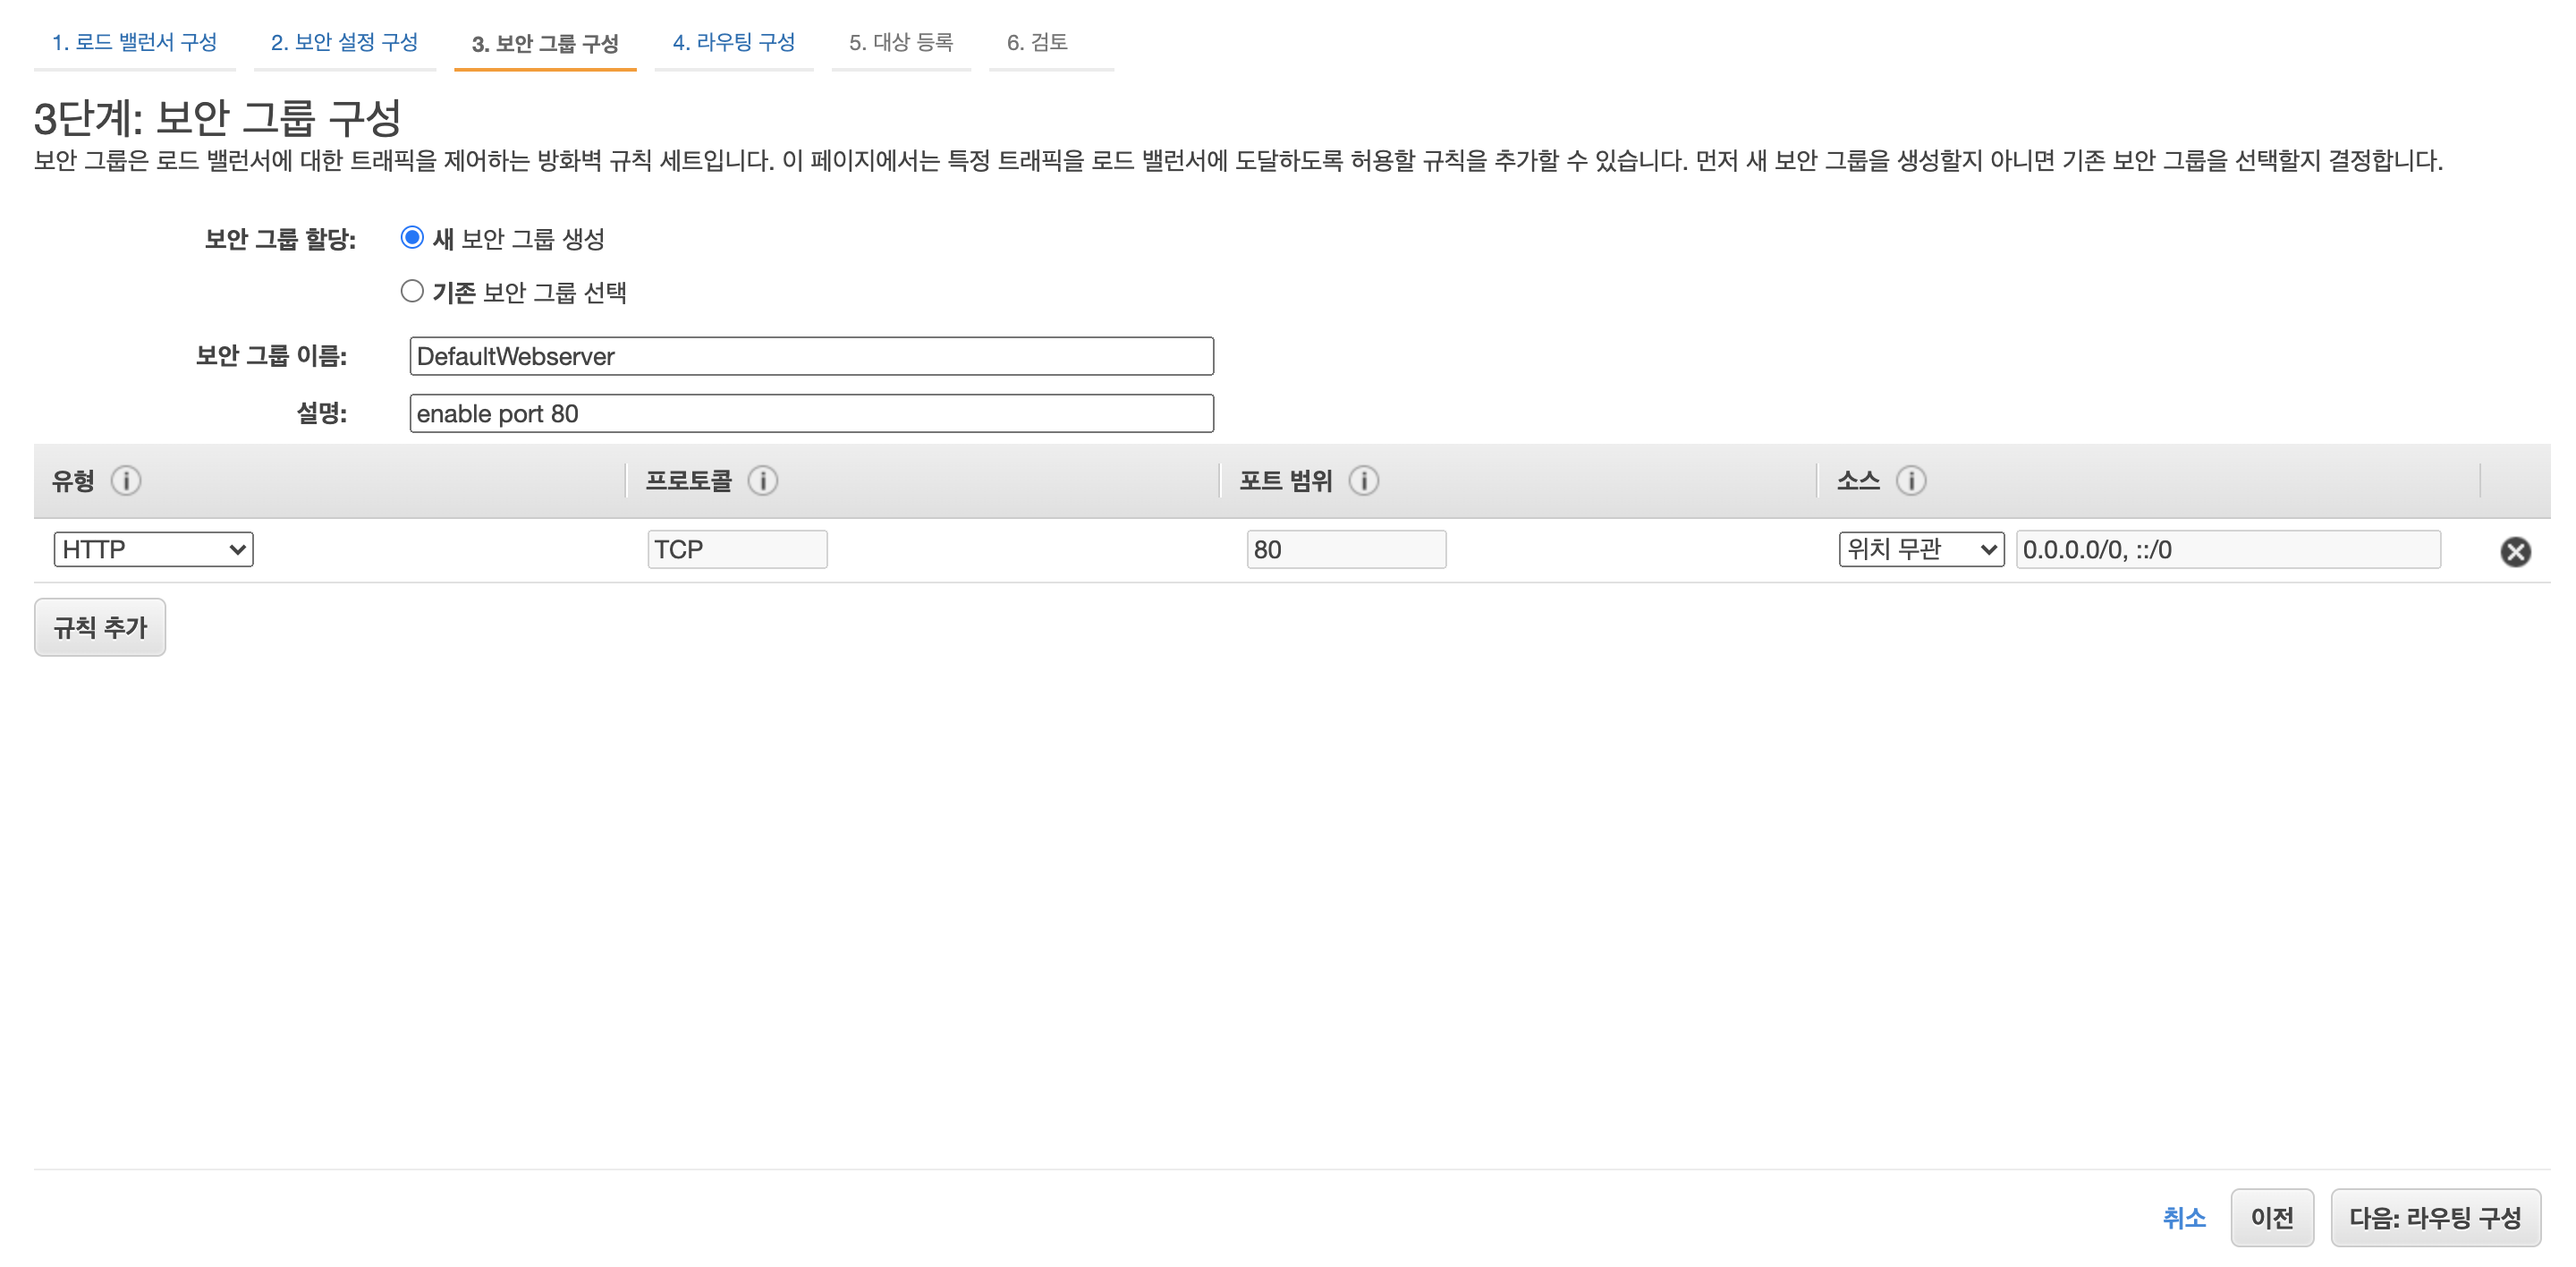 1. 로드 밸런서 구성 2. 보안 설정 구성 3. 보안 그룹 구성 4. 라우팅 구성 5. 대상 등록 6. 검토
3단계: 보안 그룹 구성
보안 그룹은 로드 밸런서에 대한 트래픽을 제어하는 방화벽 규칙 세트입니다. 이 페이지에서는 특정 트래픽을 로드 밸런서에 도달하도록 허용할 규칙을 추가할 수 있습니다. 먼저 새 보안 그룹을 생성할지 아니면 기존 보안 그룹을 선택할지 결정합니다.
보안 그룹 할당: 새 보안 그룹 생성
기존 보안 그룹 선택
보안 그룹 이름: DefaultWebserver
설명: enable port 80
유형 i 프로토콜 i 포트 범위 i 소스 i
HTTP TCP 80 위치 무관 0.0.0.0/0, ::/0
규칙 추가
취소 이전 다음: 라우팅 구성